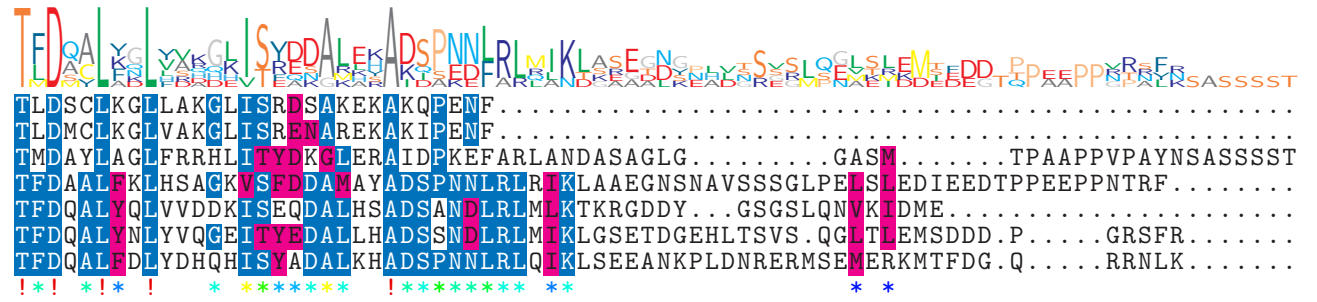 TLDSCLKGLLAKGLISRDSAKEKAKQPENF..................................................
TLDMCLKGLVAKGLISRENAREKAKIPENF..................................................
TMDAYLAGLFRRHLITYDKGLERAIDPKEFARLANDASAGLG.........GASM.......TPAAPPVPAYNSASSSST
TFDAALFKLHSAGKVSFDDAMAYADSPNNLRLRIKLAAEGNSNAVSSSGLPELSLEDIEEDTPPEEPPNTRF........
TFDQALYQLVVDDKISEQDALHSADSANDLRLMLKTKRGDDY...GSGSLQNVKIDME......................
TFDQALYNLYVQGEITYEDALLHADSSNDLRLMIKLGSETDGEHLTSVS.QGLTLEMSDDD.P.....GRSFR.......
TFDQALFDLYDHQHISYADALKHADSPNNLRLQIKLSEEANKPLDNRERMSEMERKMTFDG.Q.....RRNLK.......
!*! *!* ! * ******* !******** ** * *